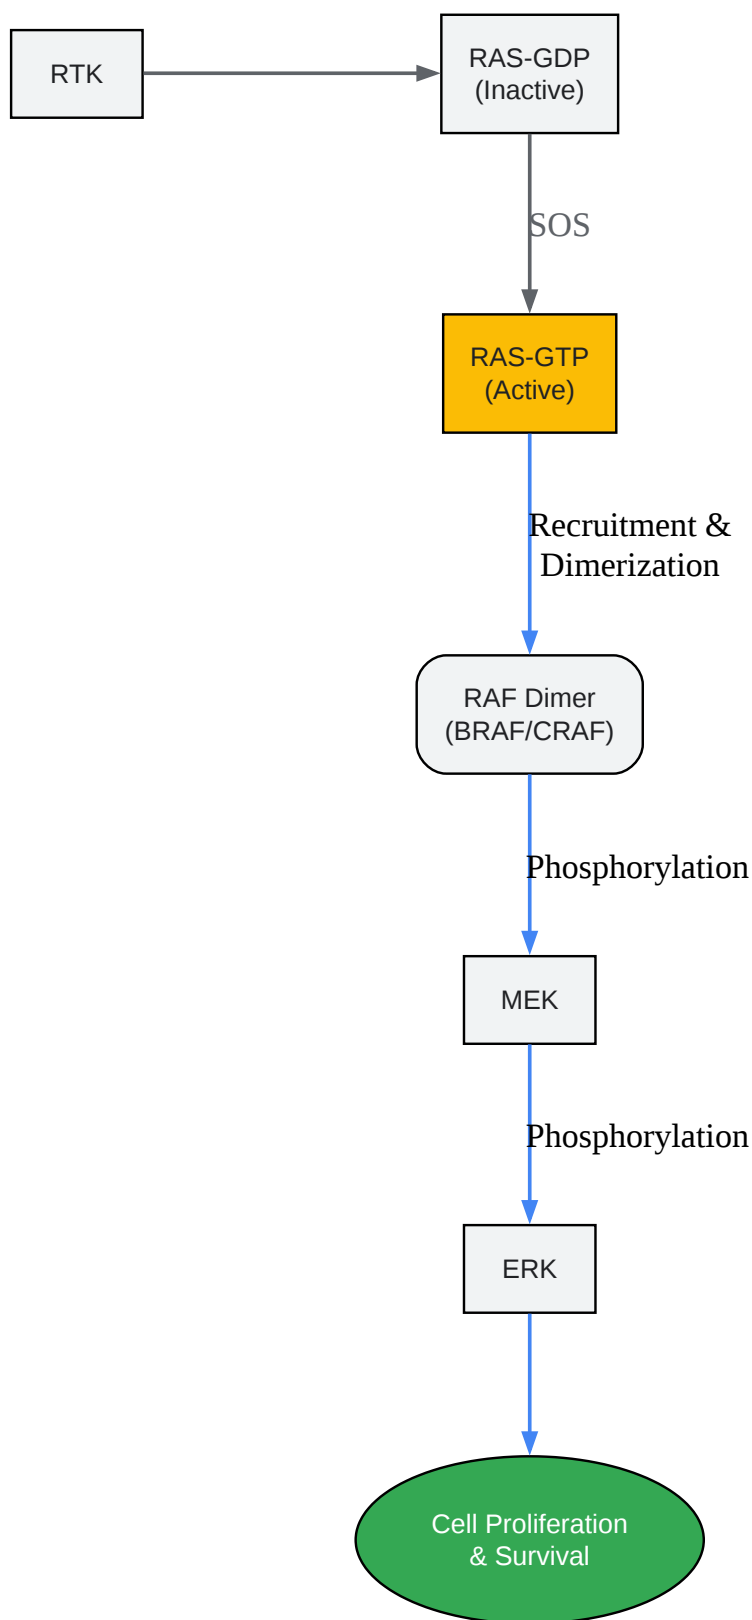 RTK
RAS-GDP
(Inactive)
SOS
RAS-GTP
(Active)
Recruitment &
Dimerization
RAF Dimer
(BRAF/CRAF)
Phosphorylation
MEK
Phosphorylation
ERK
Cell Proliferation
& Survival